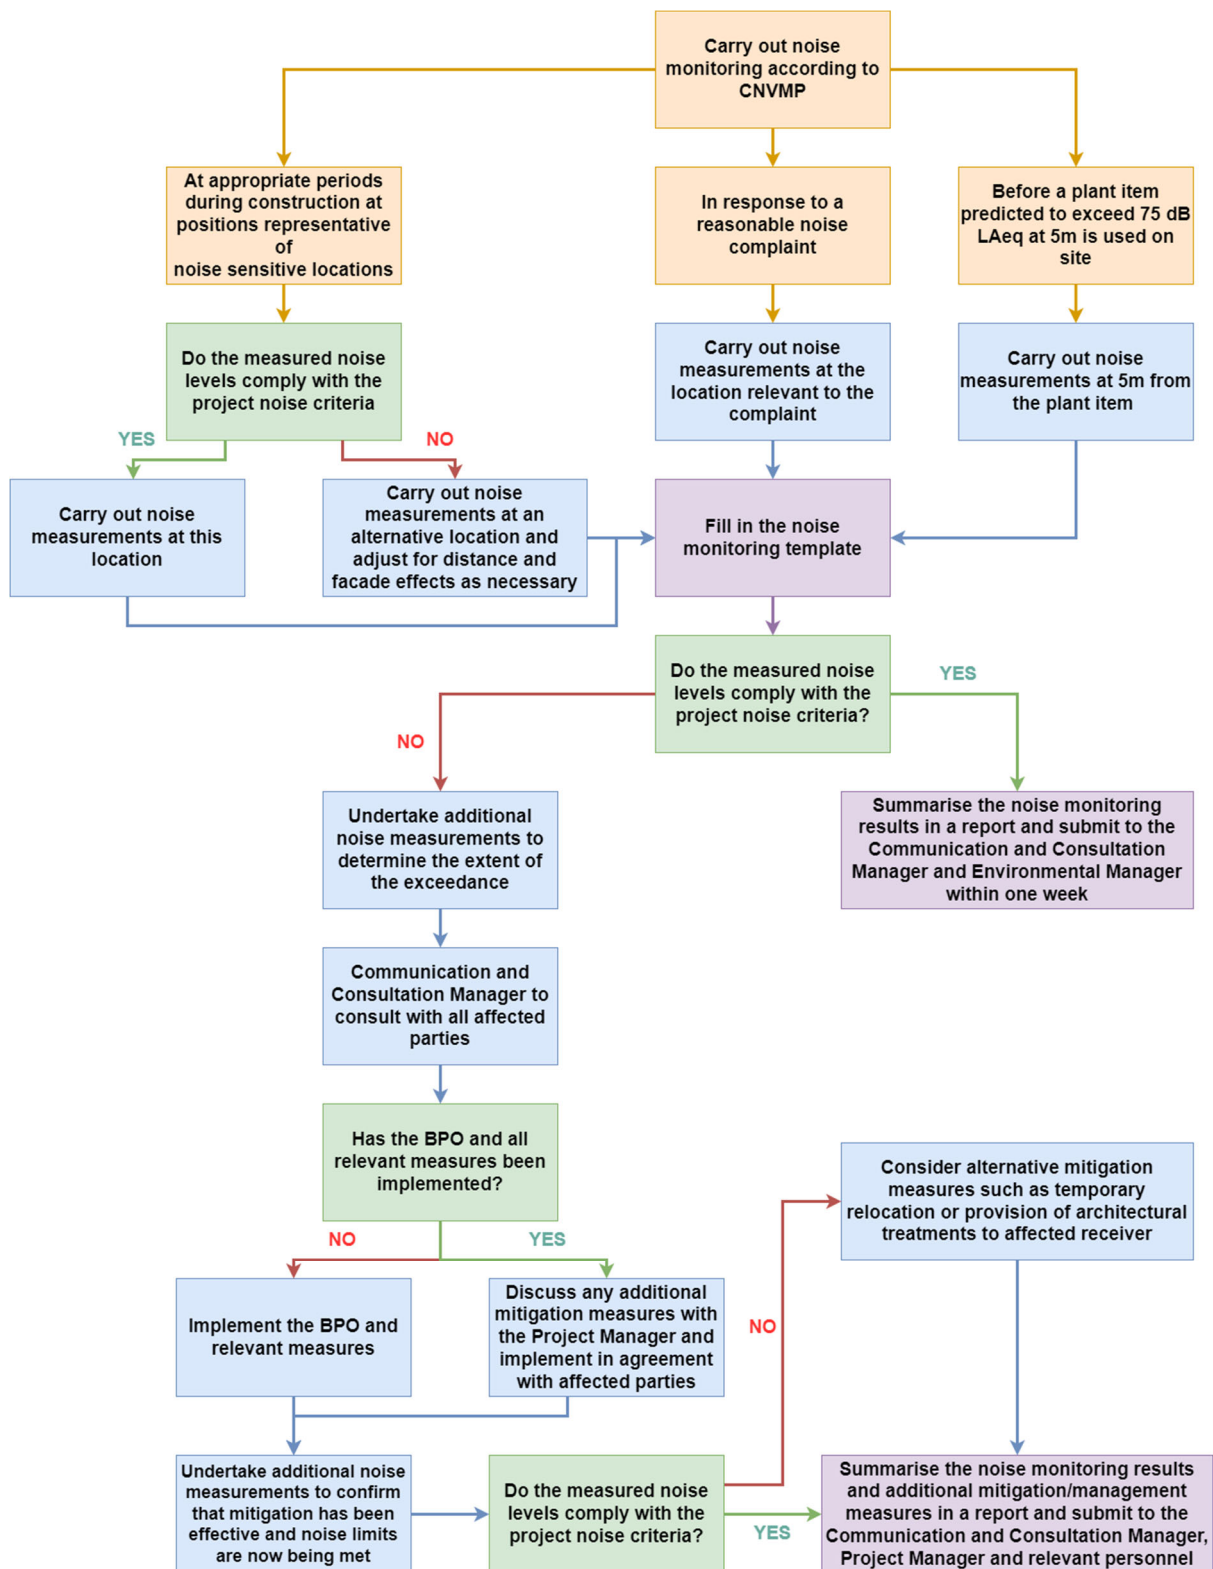 Carry out noise
monitoring according to
CNVMP
At appropriate periods
during construction at
positions representative
of
noise sensitive locations
In response to a
reasonable noise
complaint
Before a plant item
predicted to exceed 75 dB
LAeq at 5m is used on
site
Do the measured noise
levels comply with the
project noise criteria
Carry out noise
measurements at the
location relevant to the
complaint
Carry out noise
measurements at 5m from
the plant item
YES
NO
Carry out noise
measurements at this
location
Carry out noise
measurements at an
alternative location and
adjust for distance and
facade effects as necessary
Fill in the noise
monitoring template
Do the measured noise
levels comply with the
project noise criteria?
YES
NO
Undertake additional
noise measurements to
determine the extent of
the exceedance
Summarise the noise monitoring
results in a report and submit to the
Communication and Consultation
Manager and Environmental Manager
within one week
Communication and
Consultation Manager to
consult with all affected
parties
Has the BPO and all
relevant measures been
implemented?
Consider alternative mitigation
measures such as temporary
relocation or provision of architectural
treatments to affected receiver
NO
YES
Implement the BPO and
relevant measures
Discuss any additional
mitigation measures with
the Project Manager and
implement in agreement
with affected parties
NO
Undertake additional noise
measurements to confirm
that mitigation has been
effective and noise limits
are now being met
Do the measured noise
levels comply with the
project noise criteria?
YES
Summarise the noise monitoring results
and additional mitigation/management
measures in a report and submit to the
Communication and Consultation Manager,
Project Manager and relevant personnel